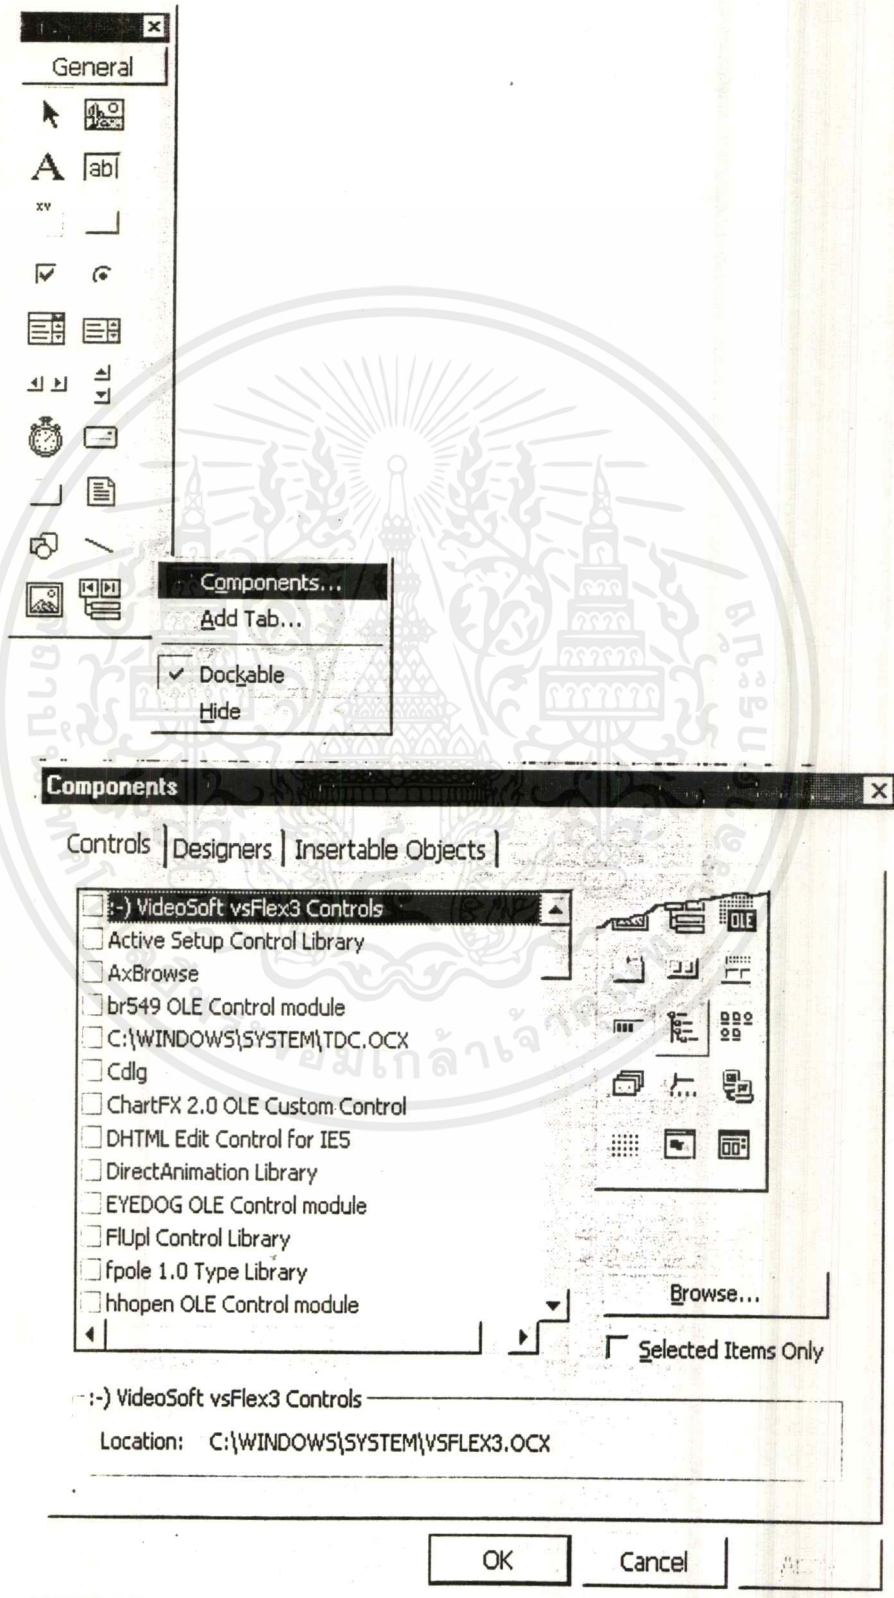 General
A ab|
XY
Components...
Add Tab...
Dockable
Hide
Components
Controls Designers Insertable Objects
:-) VideoSoft vsFlex3 Controls
Active Setup Control Library
AxBrowse
br549 OLE Control module
C:\WINDOWS\SYSTEM\TDC.OCX
Cdlg
ChartFX 2.0 OLE Custom Control
DHTML Edit Control for IE5
DirectAnimation Library
EYEDOG OLE Control module
FlUpl Control Library
fpole 1.0 Type Library
hhopen OLE Control module
OLE
Browse...
Selected Items Only
:-) VideoSoft vsFlex3 Controls
Location: C:\WINDOWS\SYSTEM\VSFLEX3.OCX
OK Cancel